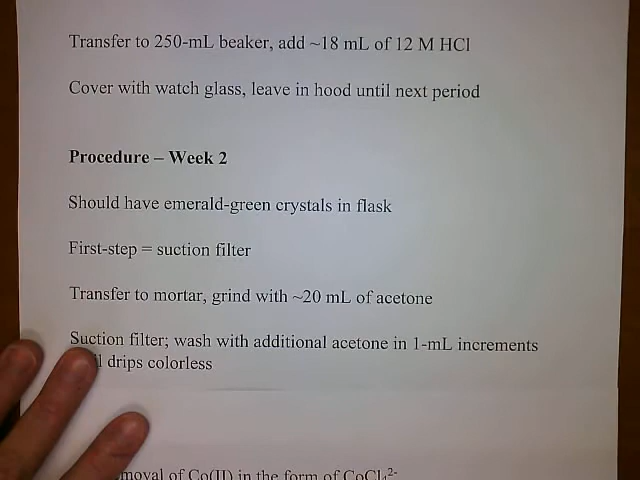 Transfer to 250-mL beaker, add ~18 mL of 12 M HCl
Cover with watch glass, leave in hood until next period
Procedure – Week 2
Should have emerald-green crystals in flask
First-step = suction filter
Transfer to mortar, grind with ~20 mL of acetone
Suction filter; wash with additional acetone in 1-mL increments
drips colorless
of Co(II) in the form of CoCl₄²⁻